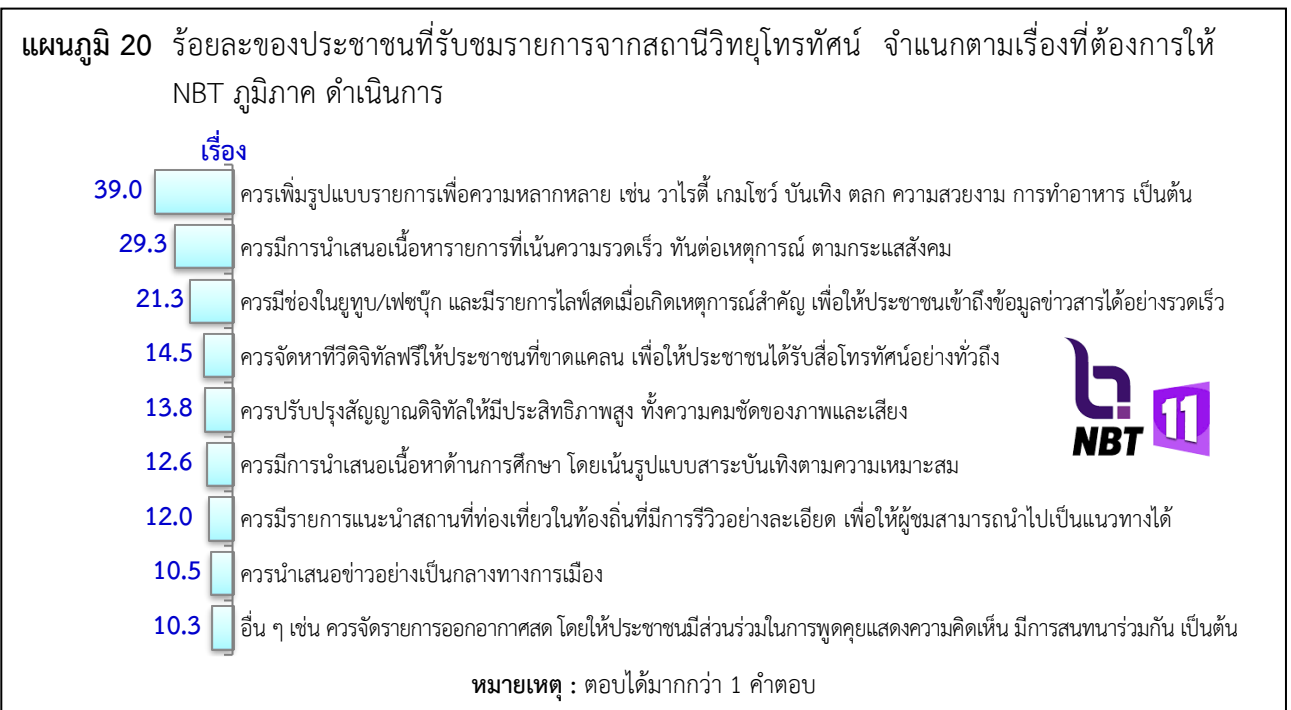 แผนภูมิ 20 ร้อยละของประชาชนที่รับชมรายการจากสถานีวิทยุโทรทัศน์ จำแนกตามเรื่องที่ต้องการให้
NBT ภูมิภาค ดำเนินการ
เรื่อง
39.0 ควรเพิ่มรูปแบบรายการเพื่อความหลากหลาย เช่น วาไรตี้ เกมโชว์ บันเทิง ตลก ความสวยงาม การทำอาหาร เป็นต้น
29.3 ควรมีการนำเสนอเนื้อหารายการที่เน้นความรวดเร็ว ทันต่อเหตุการณ์ ตามกระแสสังคม
21.3 ควรมีช่องในยูทูบ/เฟซบุ๊ก และมีรายการไลฟ์สดเมื่อเกิดเหตุการณ์สำคัญ เพื่อให้ประชาชนเข้าถึงข้อมูลข่าวสารได้อย่างรวดเร็ว
14.5 ควรจัดหาทีวีดิจิทัลฟรีให้ประชาชนที่ขาดแคลน เพื่อให้ประชาชนได้รับสื่อโทรทัศน์อย่างทั่วถึง
13.8 ควรปรับปรุงสัญญาณดิจิทัลให้มีประสิทธิภาพสูง ทั้งความคมชัดของภาพและเสียง
12.6 ควรมีการนำเสนอเนื้อหาด้านการศึกษา โดยเน้นรูปแบบสาระบันเทิงตามความเหมาะสม
12.0 ควรมีรายการแนะนำสถานที่ท่องเที่ยวในท้องถิ่นที่มีการรีวิวอย่างละเอียด เพื่อให้ผู้ชมสามารถนำไปเป็นแนวทางได้
10.5 ควรนำเสนอข่าวอย่างเป็นกลางทางการเมือง
10.3 อื่น ๆ เช่น ควรจัดรายการออกอากาศสด โดยให้ประชาชนมีส่วนร่วมในการพูดคุยแสดงความคิดเห็น มีการสนทนาร่วมกัน เป็นต้น
NBT 11
หมายเหตุ : ตอบได้มากกว่า 1 คำตอบ